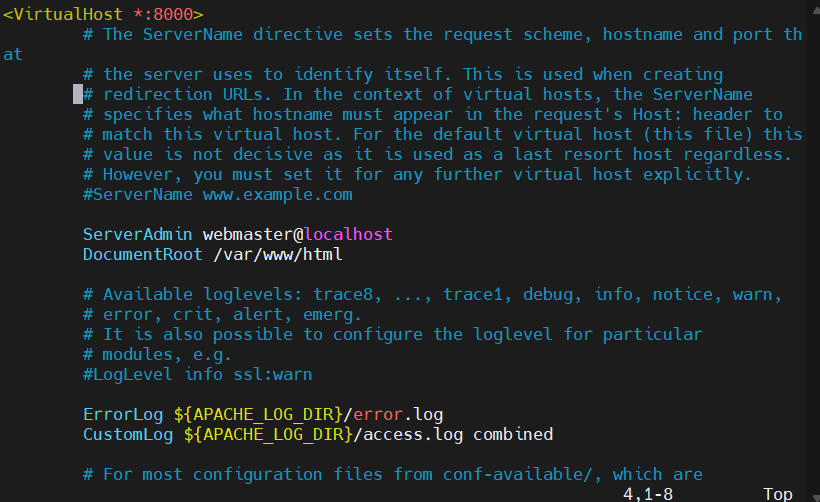 <VirtualHost *:8000>
# The ServerName directive sets the request scheme, hostname and port th
at
# the server uses to identify itself. This is used when creating
# redirection URLs. In the context of virtual hosts, the ServerName
# specifies what hostname must appear in the request's Host: header to
# match this virtual host. For the default virtual host (this file) this
# value is not decisive as it is used as a last resort host regardless.
# However, you must set it for any further virtual host explicitly.
#ServerName www.example.com
ServerAdmin webmaster@localhost
DocumentRoot /var/www/html
# Available loglevels: trace8, ..., trace1, debug, info, notice, warn,
# error, crit, alert, emerg.
# It is also possible to configure the loglevel for particular
# modules, e.g.
#LogLevel info ssl:warn
ErrorLog ${APACHE_LOG_DIR}/error.log
CustomLog ${APACHE_LOG_DIR}/access.log combined
# For most configuration files from conf-available/, which are
4,1-8 Top